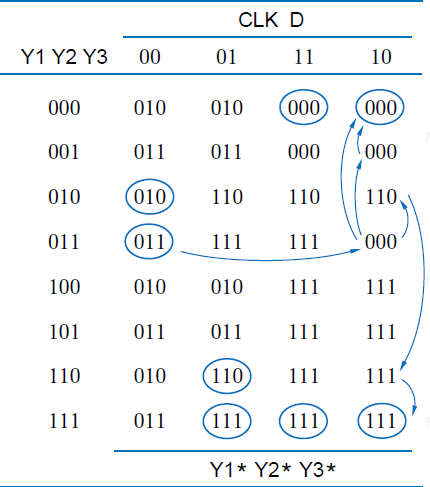 CLK D
Y1 Y2 Y3 00 01 11 10
000 010 010 000 000
001 011 011 000 000
010 010 110 110 110
011 011 111 111 000
100 010 010 111 111
101 011 011 111 111
110 010 110 111 111
111 011 111 111 111
Y1* Y2* Y3*